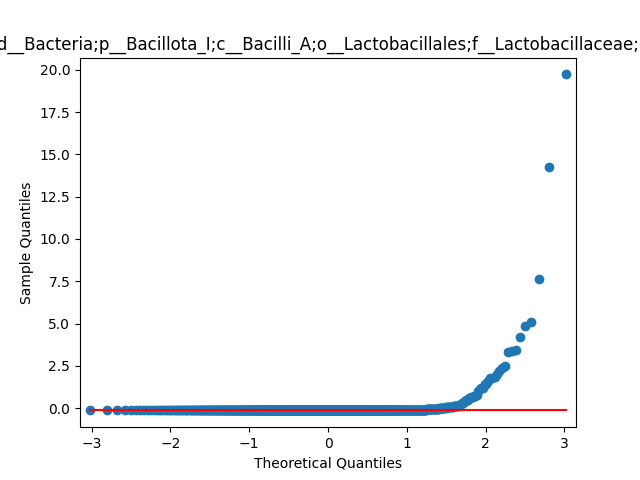 d__Bacteria;p__Bacillota_I;c__Bacilli_A;o__Lactobacillales;f__Lactobacillaceae;
20.0
17.5
15.0
12.5
10.0
7.5
5.0
2.5
0.0
Sample Quantiles
−3 −2 −1 0 1 2 3
Theoretical Quantiles